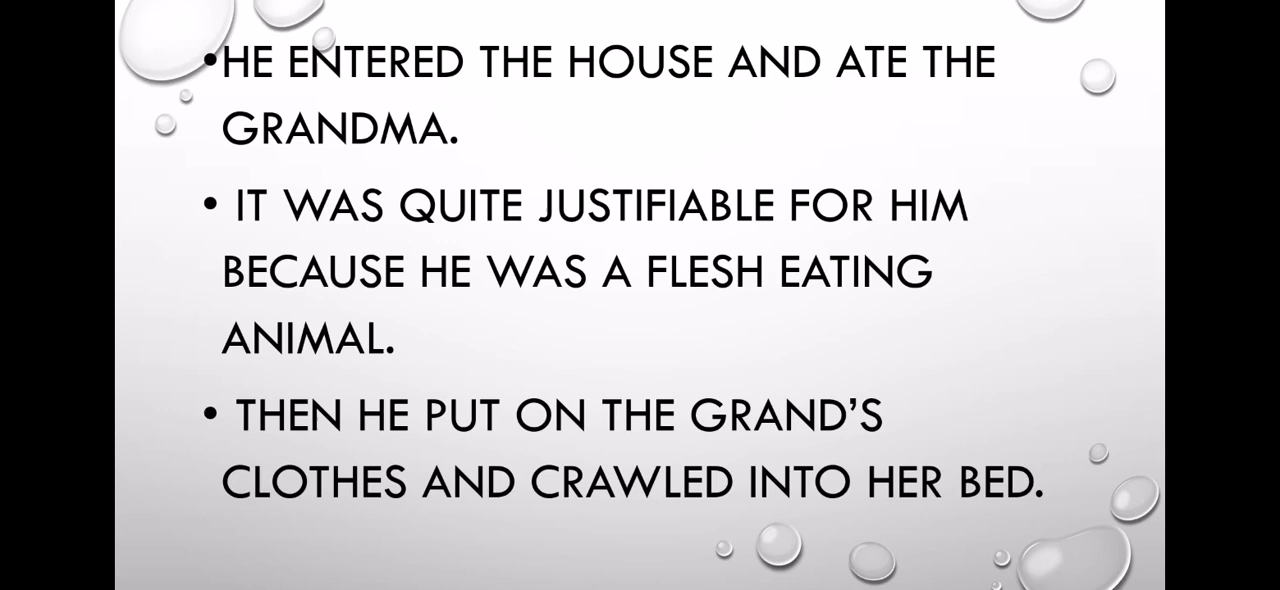 •HE ENTERED THE HOUSE AND ATE THE
GRANDMA.
• IT WAS QUITE JUSTIFIABLE FOR HIM
BECAUSE HE WAS A FLESH EATING
ANIMAL.
• THEN HE PUT ON THE GRAND’S
CLOTHES AND CRAWLED INTO HER BED.